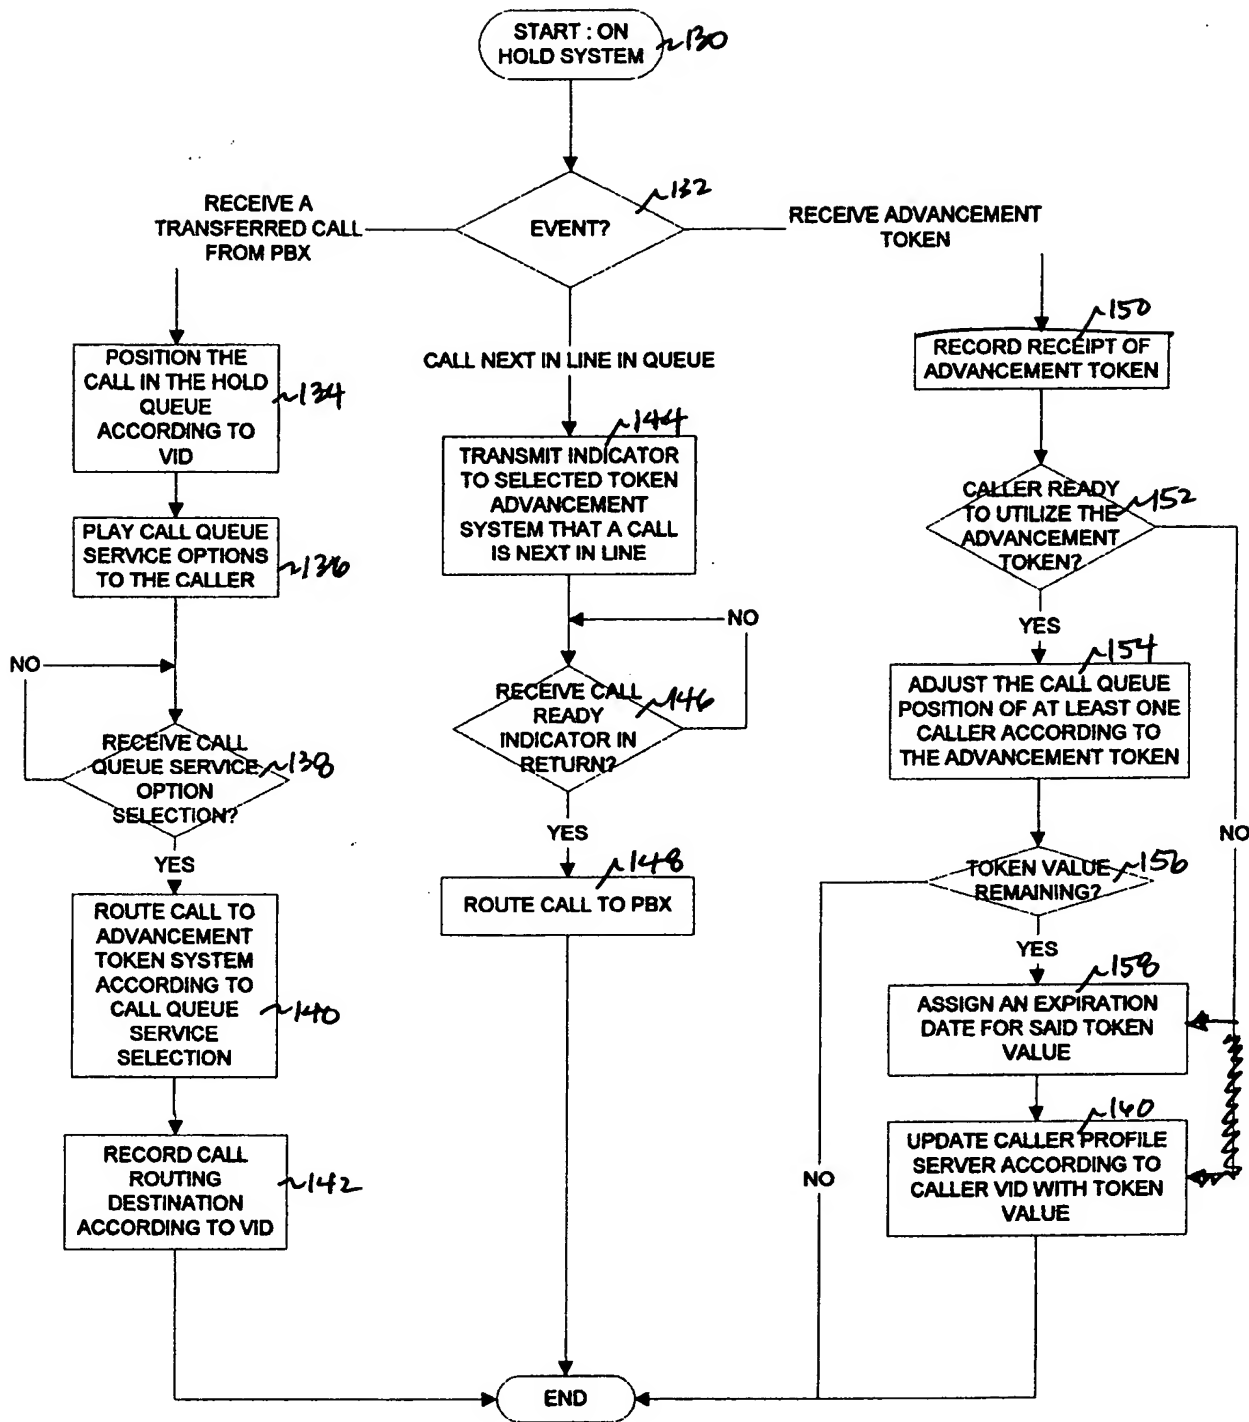 START : ON
HOLD SYSTEM
~130
EVENT?
~132
RECEIVE A
TRANSFERRED CALL
FROM PBX
RECEIVE ADVANCEMENT
TOKEN
CALL NEXT IN LINE IN QUEUE
POSITION THE
CALL IN THE HOLD
QUEUE
ACCORDING TO
VID
~134
PLAY CALL QUEUE
SERVICE OPTIONS
TO THE CALLER
~136
NO
RECEIVE CALL
QUEUE SERVICE
OPTION
SELECTION?
~138
YES
ROUTE CALL TO
ADVANCEMENT
TOKEN SYSTEM
ACCORDING TO
CALL QUEUE
SERVICE
SELECTION
~140
RECORD CALL
ROUTING
DESTINATION
ACCORDING TO VID
~142
~144
TRANSMIT INDICATOR
TO SELECTED TOKEN
ADVANCEMENT
SYSTEM THAT A CALL
IS NEXT IN LINE
NO
RECEIVE CALL
READY
INDICATOR IN
RETURN?
~146
YES
~148
ROUTE CALL TO PBX
~150
RECORD RECEIPT OF
ADVANCEMENT TOKEN
CALLER READY
TO UTILIZE THE
ADVANCEMENT
TOKEN?
~152
YES
NO
~154
ADJUST THE CALL QUEUE
POSITION OF AT LEAST ONE
CALLER ACCORDING TO
THE ADVANCEMENT TOKEN
TOKEN VALUE
REMAINING?
~156
YES
NO
~158
ASSIGN AN EXPIRATION
DATE FOR SAID TOKEN
VALUE
~160
UPDATE CALLER PROFILE
SERVER ACCORDING TO
CALLER VID WITH TOKEN
VALUE
END